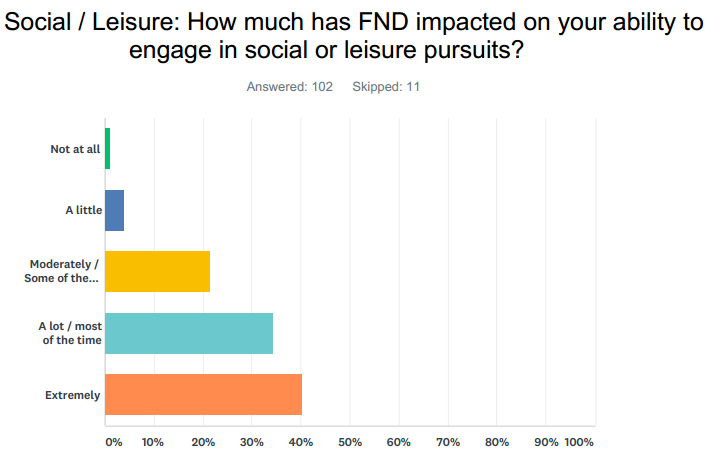 Social / Leisure: How much has FND impacted on your ability to
engage in social or leisure pursuits?
Answered: 102 Skipped: 11
Not at all
A little
Moderately /
Some of the...
A lot / most
of the time
Extremely
0% 10% 20% 30% 40% 50% 60% 70% 80% 90% 100%